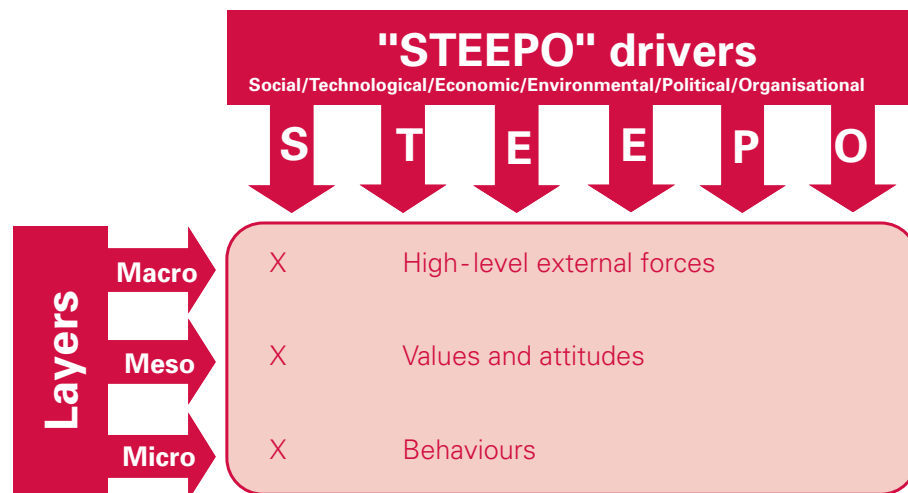 "STEEPO" drivers
Social/Technological/Economic/Environmental/Political/Organisational
S T E E P O
Layers
Macro X High-level external forces
Meso X Values and attitudes
Micro X Behaviours